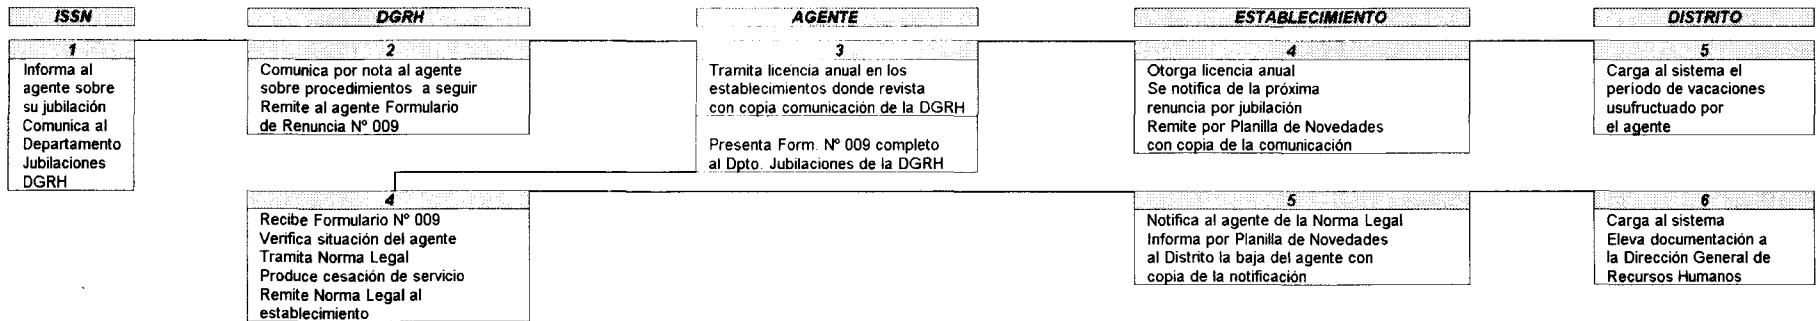 ISSN
DGRH
AGENTE
ESTABLECIMIENTO
DISTRITO
1
Informa al
agente sobre
su jubilación
Comunica al
Departamento
Jubilaciones
DGRH
2
Comunica por nota al agente
sobre procedimientos a seguir
Remite al agente Formulario
de Renuncia Nº 009
3
Tramita licencia anual en los
establecimientos donde revista
con copia comunicación de la DGRH
Presenta Form. Nº 009 completo
al Dpto. Jubilaciones de la DGRH
4
Otorga licencia anual
Se notifica de la próxima
renuncia por jubilación
Remite por Planilla de Novedades
con copia de la comunicación
5
Carga al sistema el
período de vacaciones
usufructuado por
el agente
4
Recibe Formulario Nº 009
Verifica situación del agente
Tramita Norma Legal
Produce cesación de servicio
Remite Norma Legal al
establecimiento
5
Notifica al agente de la Norma Legal
Informa por Planilla de Novedades
al Distrito la baja del agente con
copia de la notificación
6
Carga al sistema
Eleva documentación a
la Dirección General de
Recursos Humanos